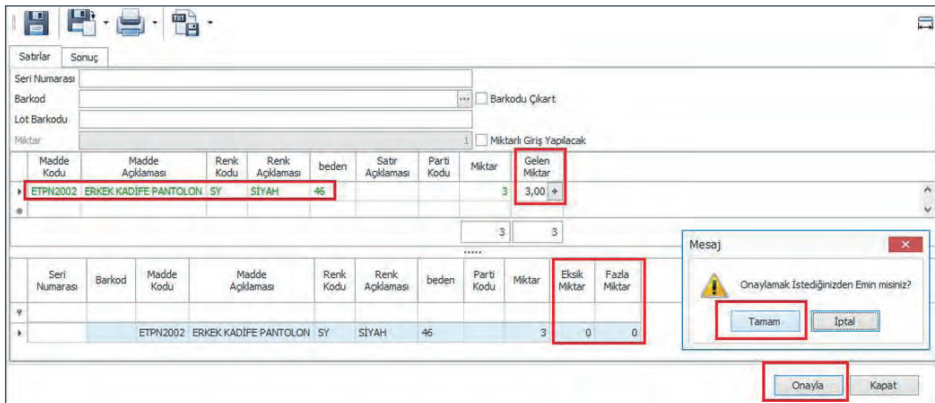 Satırlar Sonuç
Seri Numarası
Barkod ... Barkodu Çıkart
Lot Barkodu
Miktar 1 Miktarlı Giriş Yapılacak
Madde Kodu Madde Açıklaması Renk Kodu Renk Açıklaması beden Satır Açıklaması Parti Kodu Miktar Gelen Miktar
ETPN2002 ERKEK KADİFE PANTOLON SY SİYAH 46 3 3,00 +
3 3
Mesaj
Onaylamak İstediğinizden Emin misiniz?
Tamam İptal
Seri Numarası Barkod Madde Kodu Madde Açıklaması Renk Kodu Renk Açıklaması beden Parti Kodu Miktar Eksik Miktar Fazla Miktar
ETPN2002 ERKEK KADİFE PANTOLON SY SİYAH 46 3 0 0
Onayla Kapat